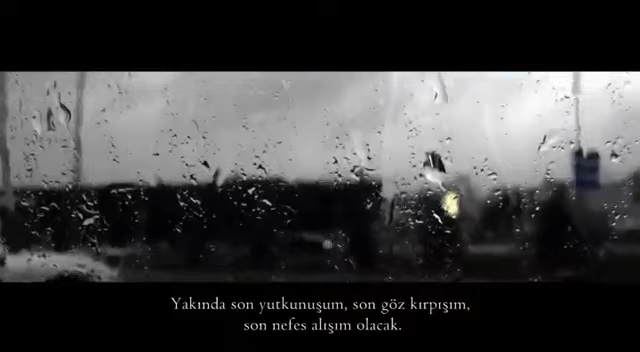 Yakında son yutkunuşum, son göz kırpışım,
son nefes alışım olacak.